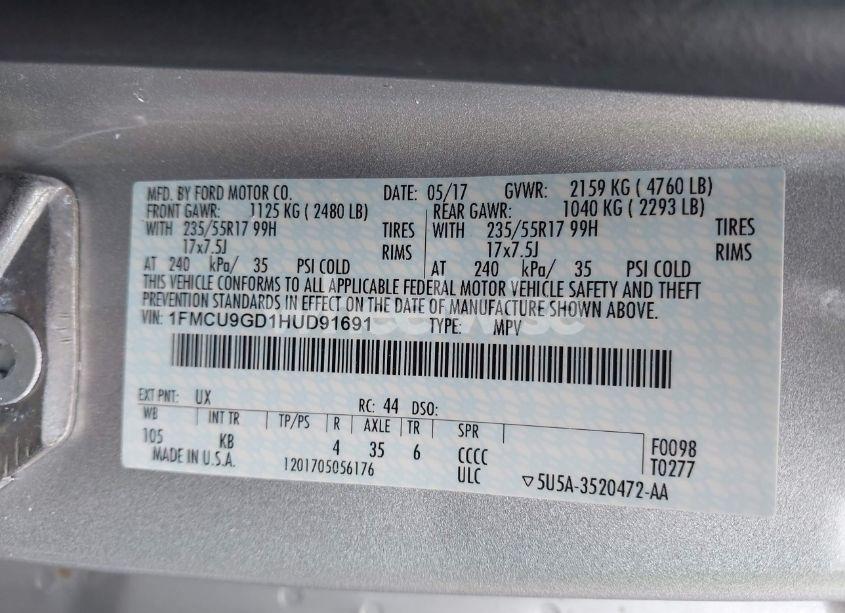 MFD. BY FORD MOTOR CO. DATE: 05/17 GVWR: 2159 KG ( 4760 LB)
FRONT GAWR: 1125 KG ( 2480 LB) REAR GAWR: 1040 KG ( 2293 LB)
WITH 235/55R17 99H TIRES WITH 235/55R17 99H TIRES
17x7.5J RIMS 17x7.5J RIMS
AT 240 kPa/ 35 PSI COLD AT 240 kPa/ 35 PSI COLD
THIS VEHICLE CONFORMS TO ALL APPLICABLE FEDERAL MOTOR VEHICLE SAFETY AND THEFT
PREVENTION STANDARDS IN EFFECT ON THE DATE OF MANUFACTURE SHOWN ABOVE.
VIN: 1FMCU9GD1HUD91691 TYPE: MPV
EXT PNT: UX RC: 44 DSO:
WB INT TR TP/PS R AXLE TR SPR
105 KB 4 35 6 CCCC F0098
MADE IN U.S.A. 1201705056176 ULC T0277
▽5U5A-3520472-AA